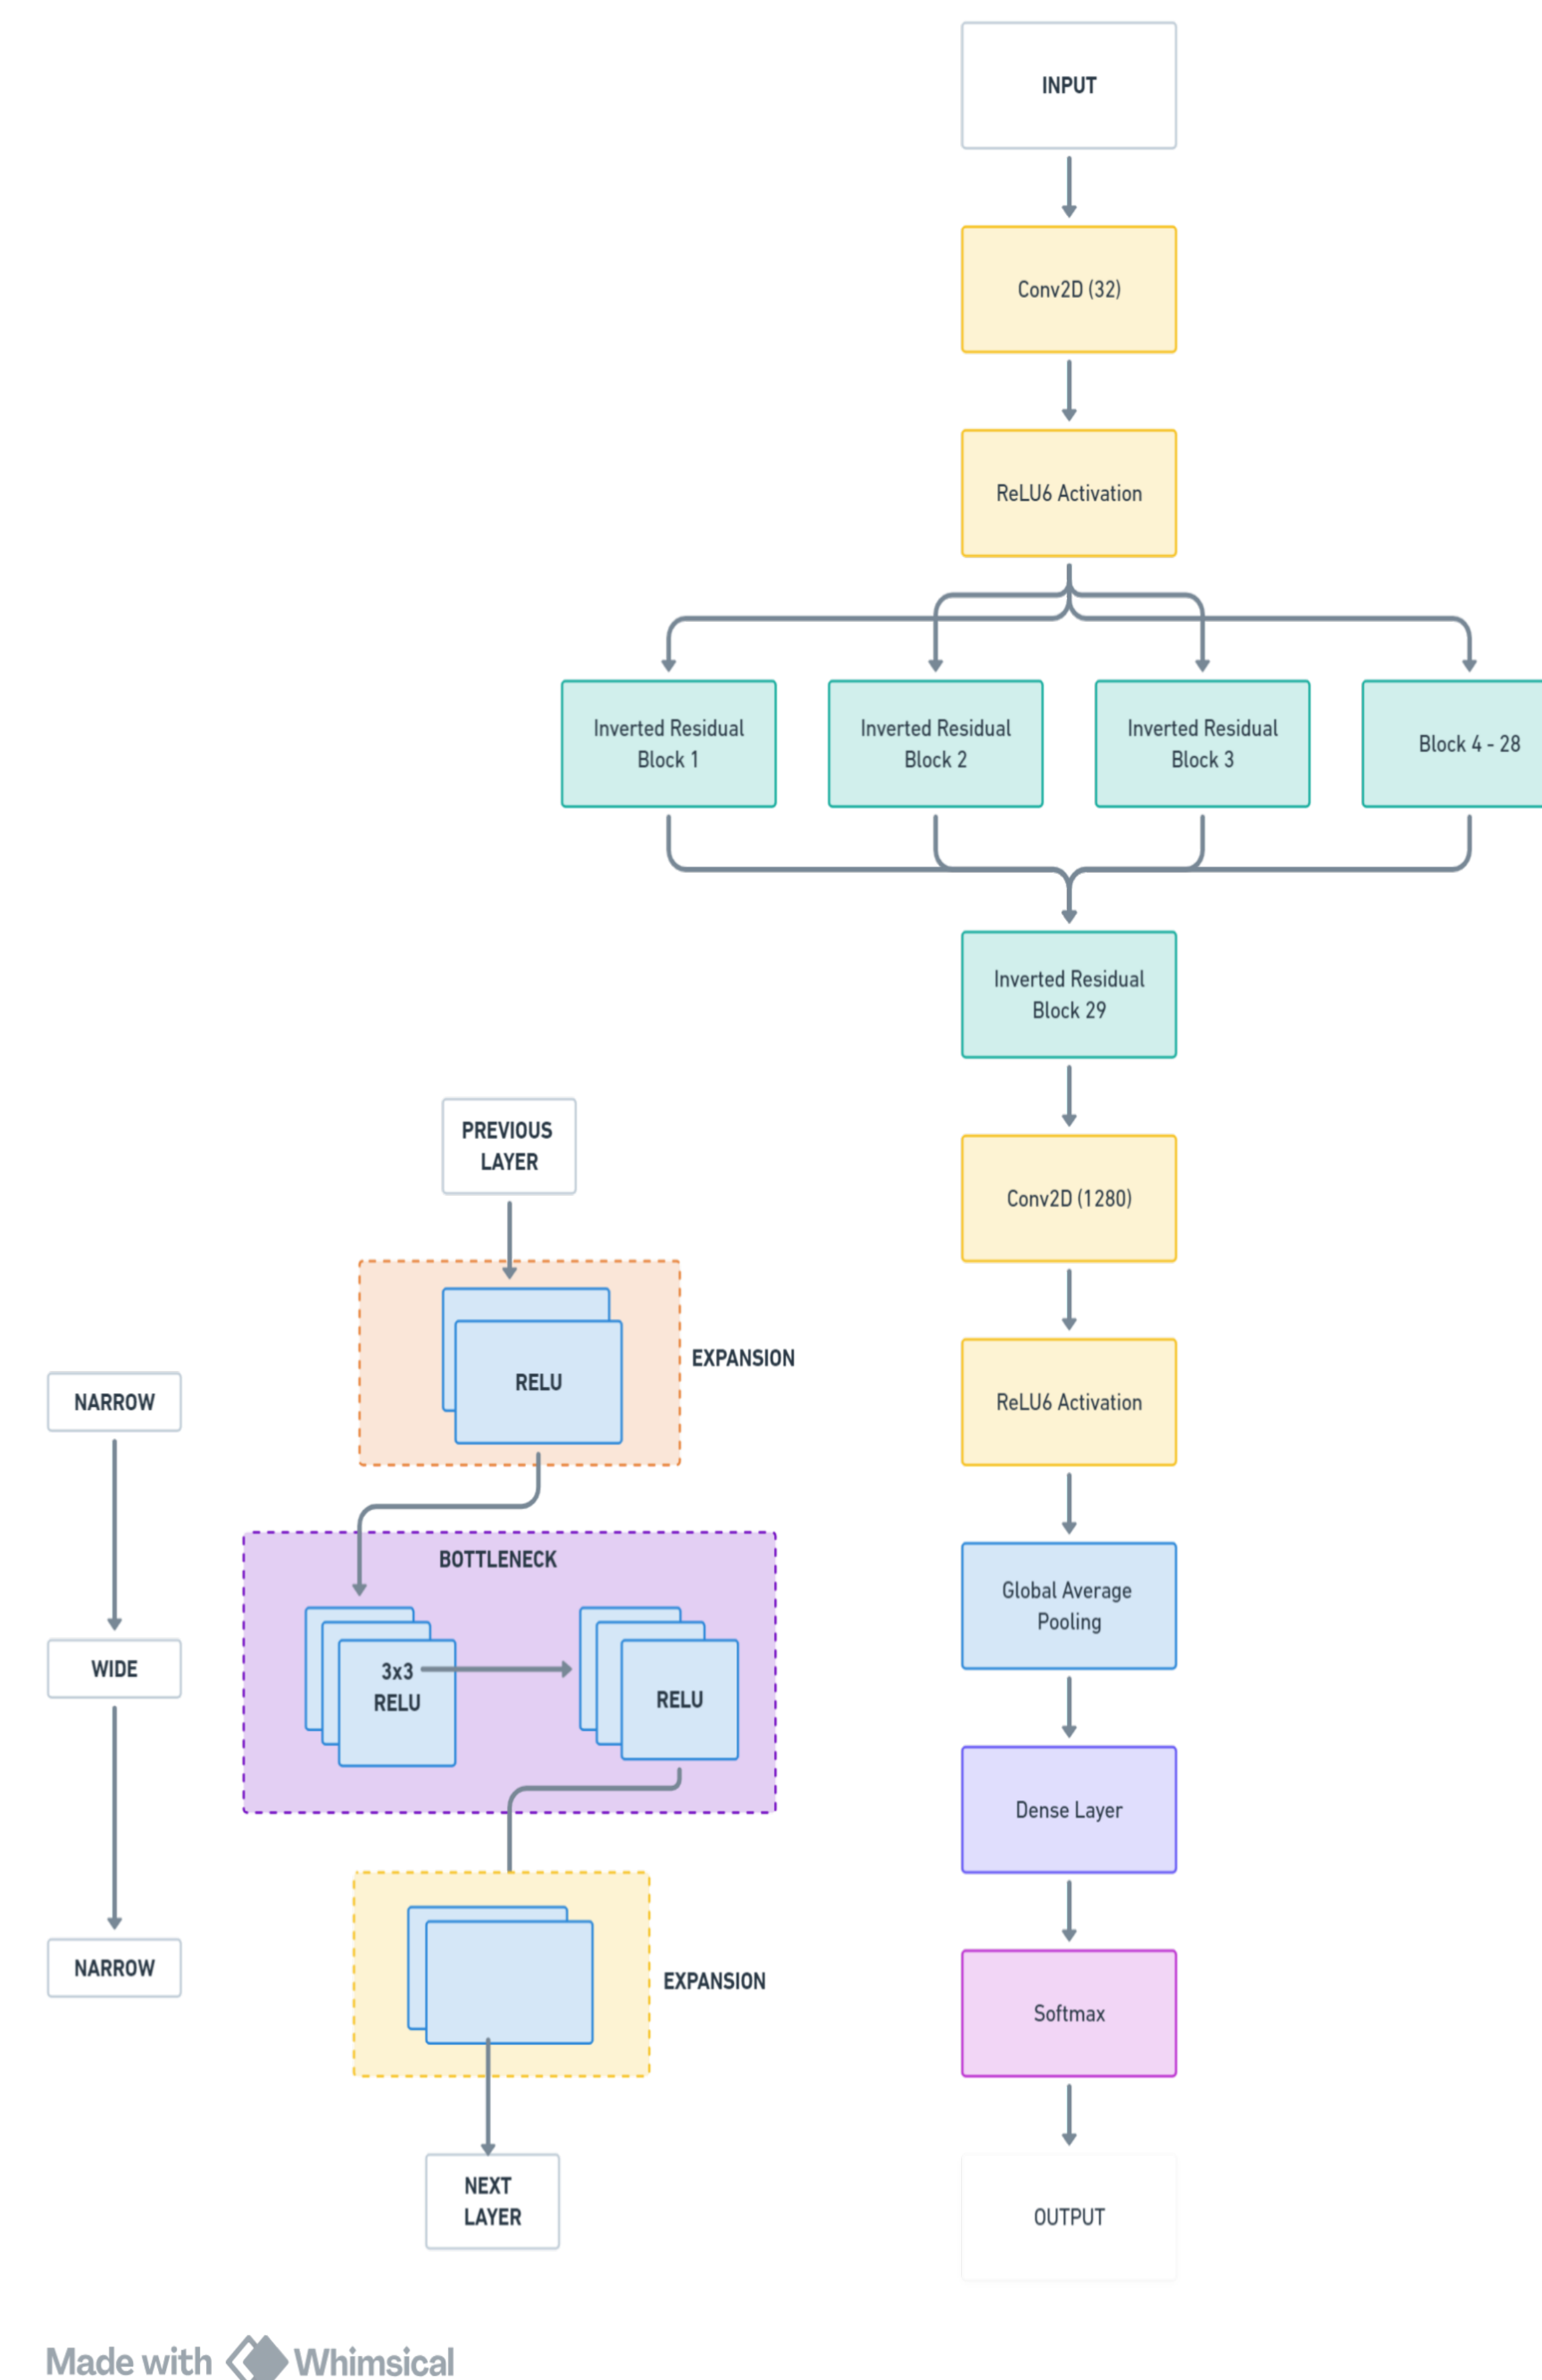 INPUT
Conv2D (32)
ReLU6 Activation
Inverted Residual
Block 1
Inverted Residual
Block 2
Inverted Residual
Block 3
Block 4 - 28
Inverted Residual
Block 29
Conv2D (1280)
ReLU6 Activation
Global Average
Pooling
Dense Layer
Softmax
OUTPUT
PREVIOUS
LAYER
RELU
EXPANSION
BOTTLENECK
3x3
RELU
RELU
EXPANSION
NEXT
LAYER
NARROW
WIDE
NARROW
Made with Whimsical